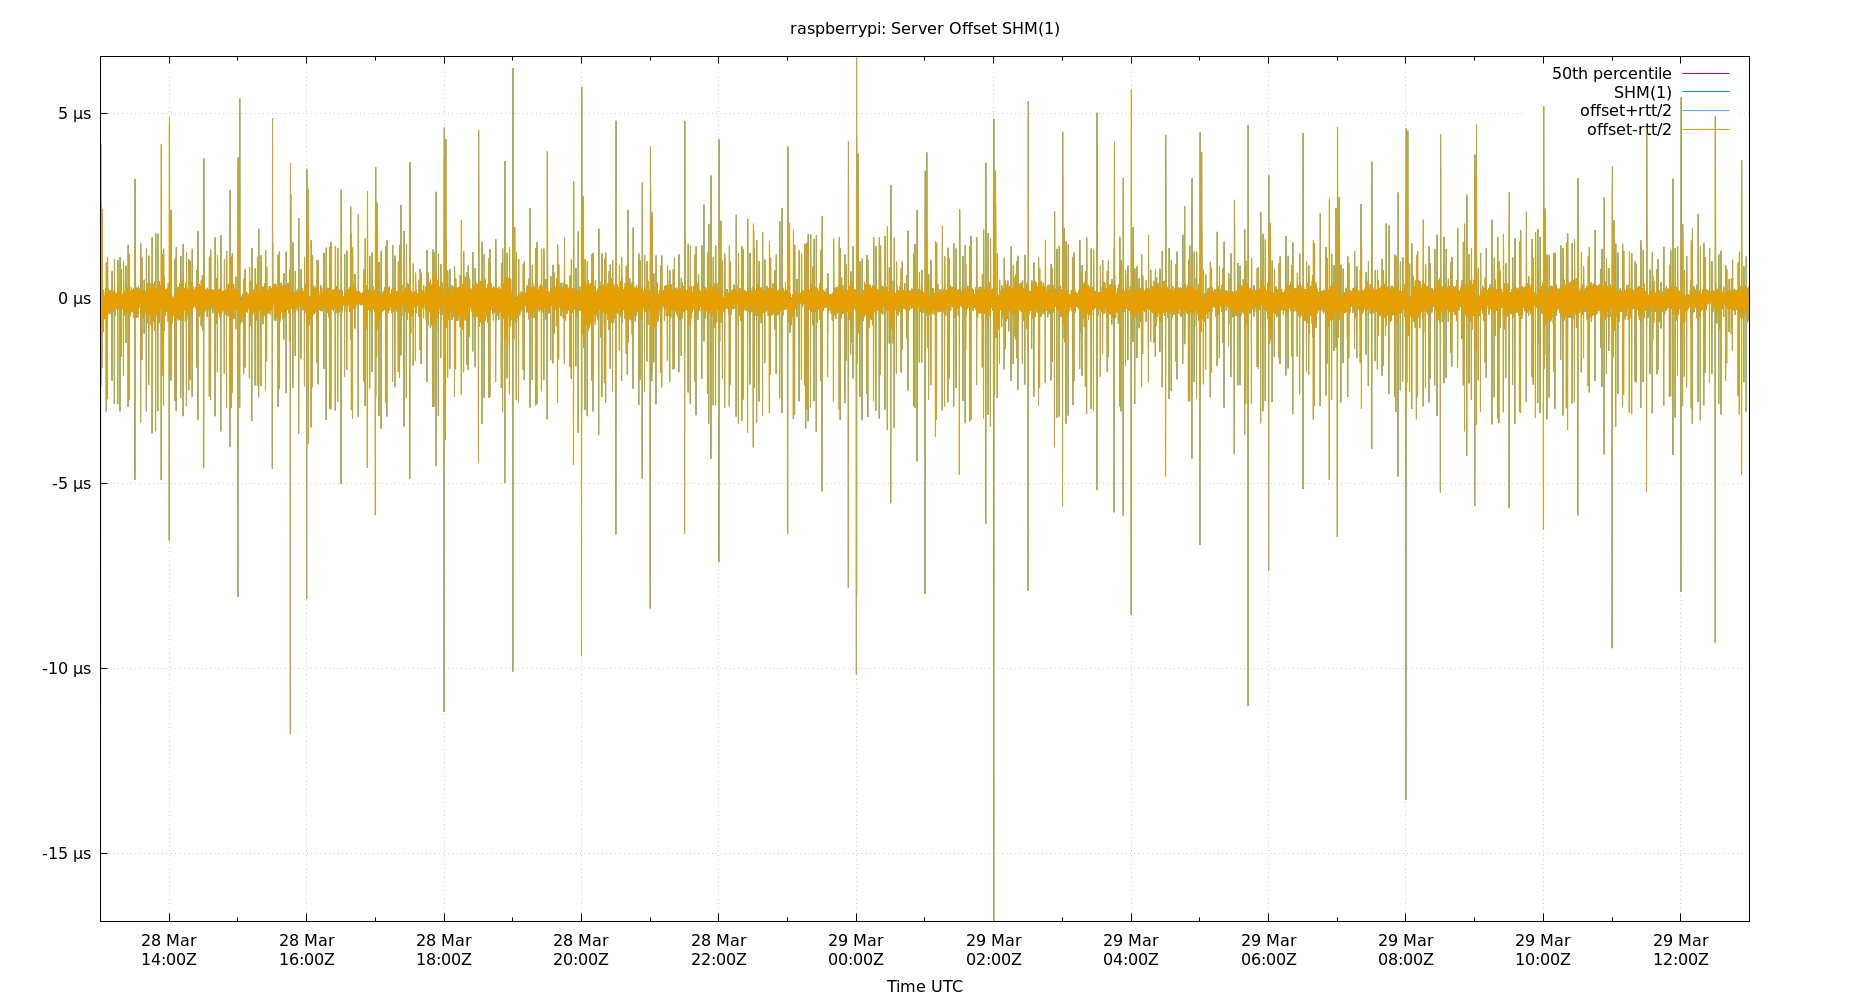 raspberrypi: Server Offset SHM(1)
50th percentile
SHM(1)
offset+rtt/2
offset-rtt/2
5 µs
0 µs
-5 µs
-10 µs
-15 µs
28 Mar 28 Mar 28 Mar 28 Mar 28 Mar 29 Mar 29 Mar 29 Mar 29 Mar 29 Mar 29 Mar 29 Mar
14:00Z 16:00Z 18:00Z 20:00Z 22:00Z 00:00Z 02:00Z 04:00Z 06:00Z 08:00Z 10:00Z 12:00Z
Time UTC